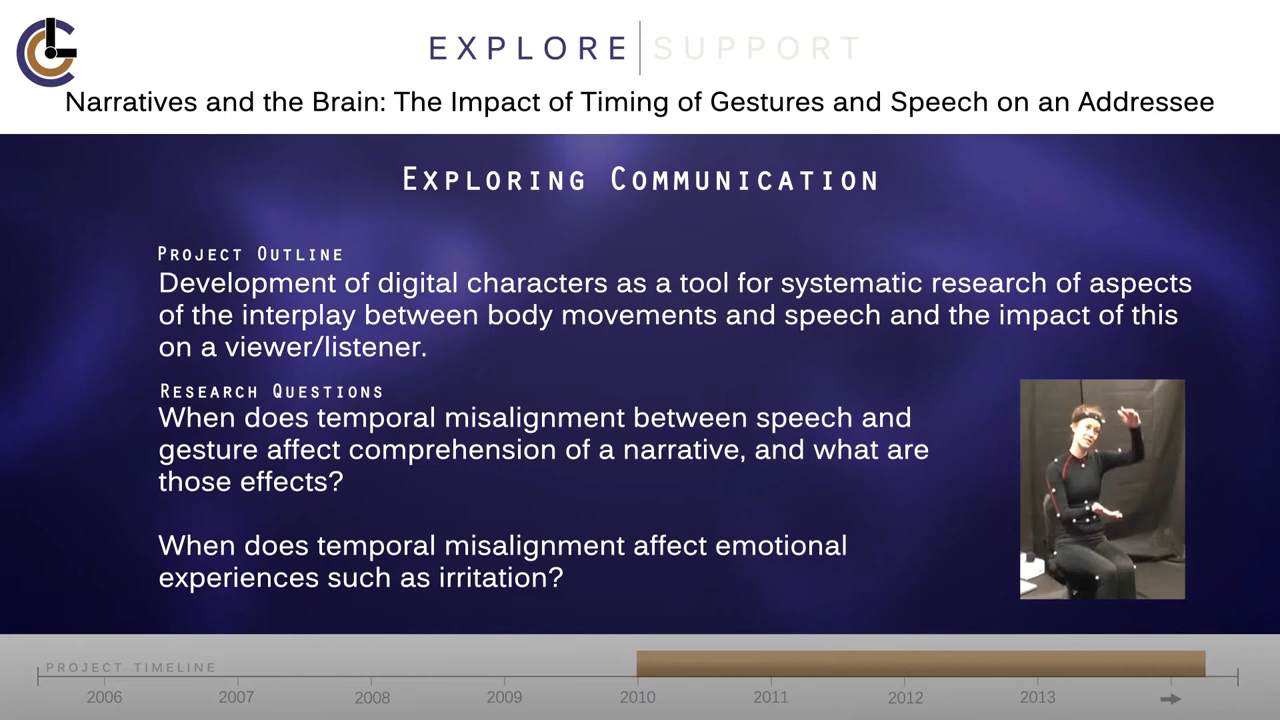 EXPLORE SUPPORT
Narratives and the Brain: The Impact of Timing of Gestures and Speech on an Addressee
Exploring Communication
Project Outline
Development of digital characters as a tool for systematic research of aspects
of the interplay between body movements and speech and the impact of this
on a viewer/listener.
Research Questions
When does temporal misalignment between speech and
gesture affect comprehension of a narrative, and what are
those effects?
When does temporal misalignment affect emotional
experiences such as irritation?
PROJECT TIMELINE
2006 2007 2008 2009 2010 2011 2012 2013